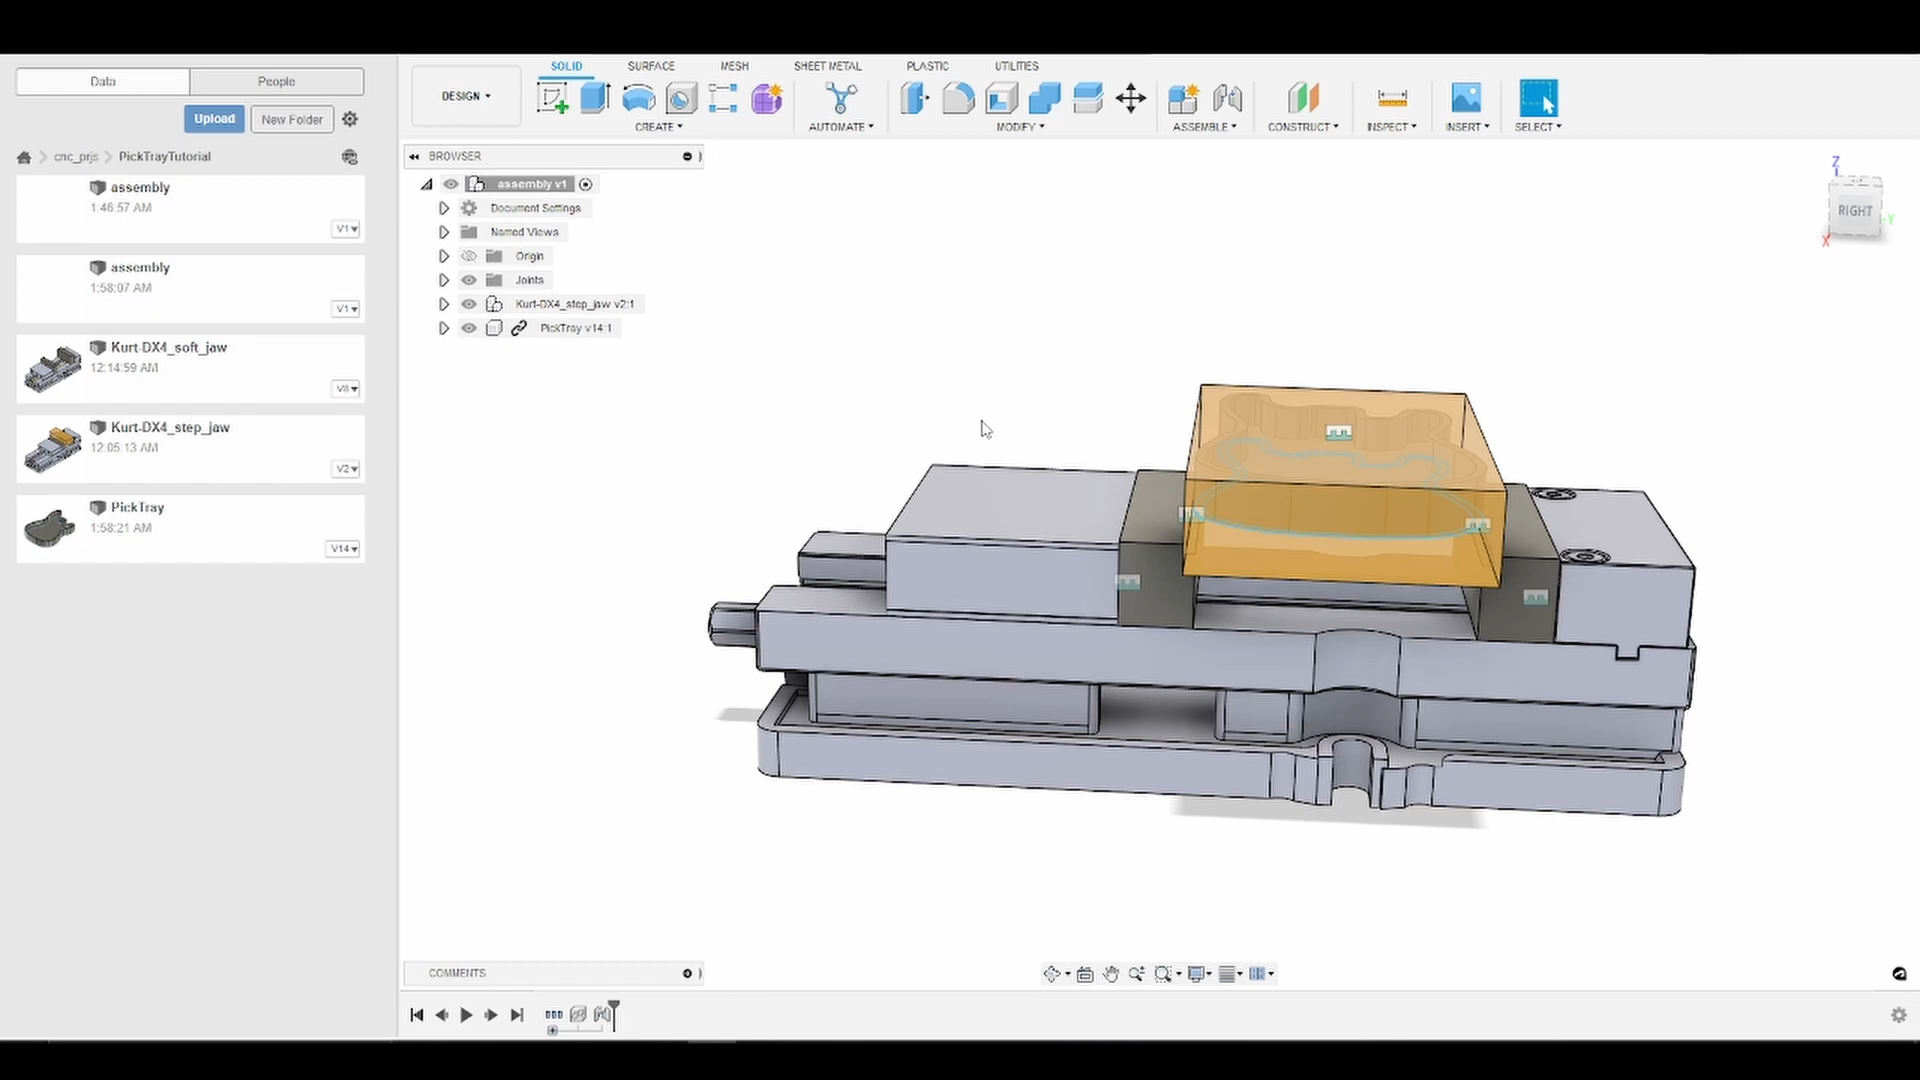 Data
People
Upload
New Folder
cnc_prjs
PickTrayTutorial
assembly
1:46:57 AM
V1
assembly
1:58:07 AM
V1
Kurt-DX4_soft_jaw
12:14:59 AM
V8
Kurt-DX4_step_jaw
12:05:13 AM
V2
PickTray
1:58:21 AM
V14
DESIGN
SOLID
SURFACE
MESH
SHEET METAL
PLASTIC
UTILITIES
CREATE
AUTOMATE
MODIFY
ASSEMBLE
CONSTRUCT
INSPECT
INSERT
SELECT
BROWSER
assembly v1
Document Settings
Named Views
Origin
Joints
Kurt-DX4_step_jaw v2:1
PickTray v14:1
Z
RIGHT
Y
X
COMMENTS